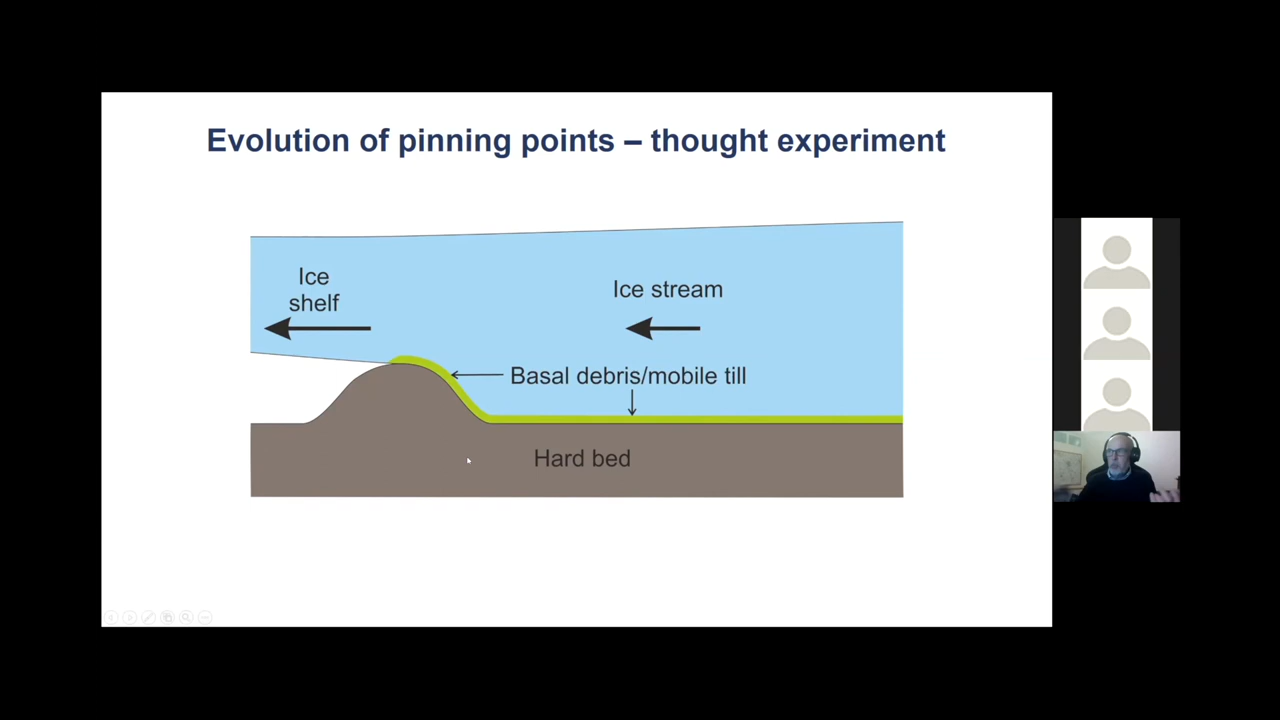 Evolution of pinning points – thought experiment
Ice
shelf
Ice stream
Basal debris/mobile till
Hard bed